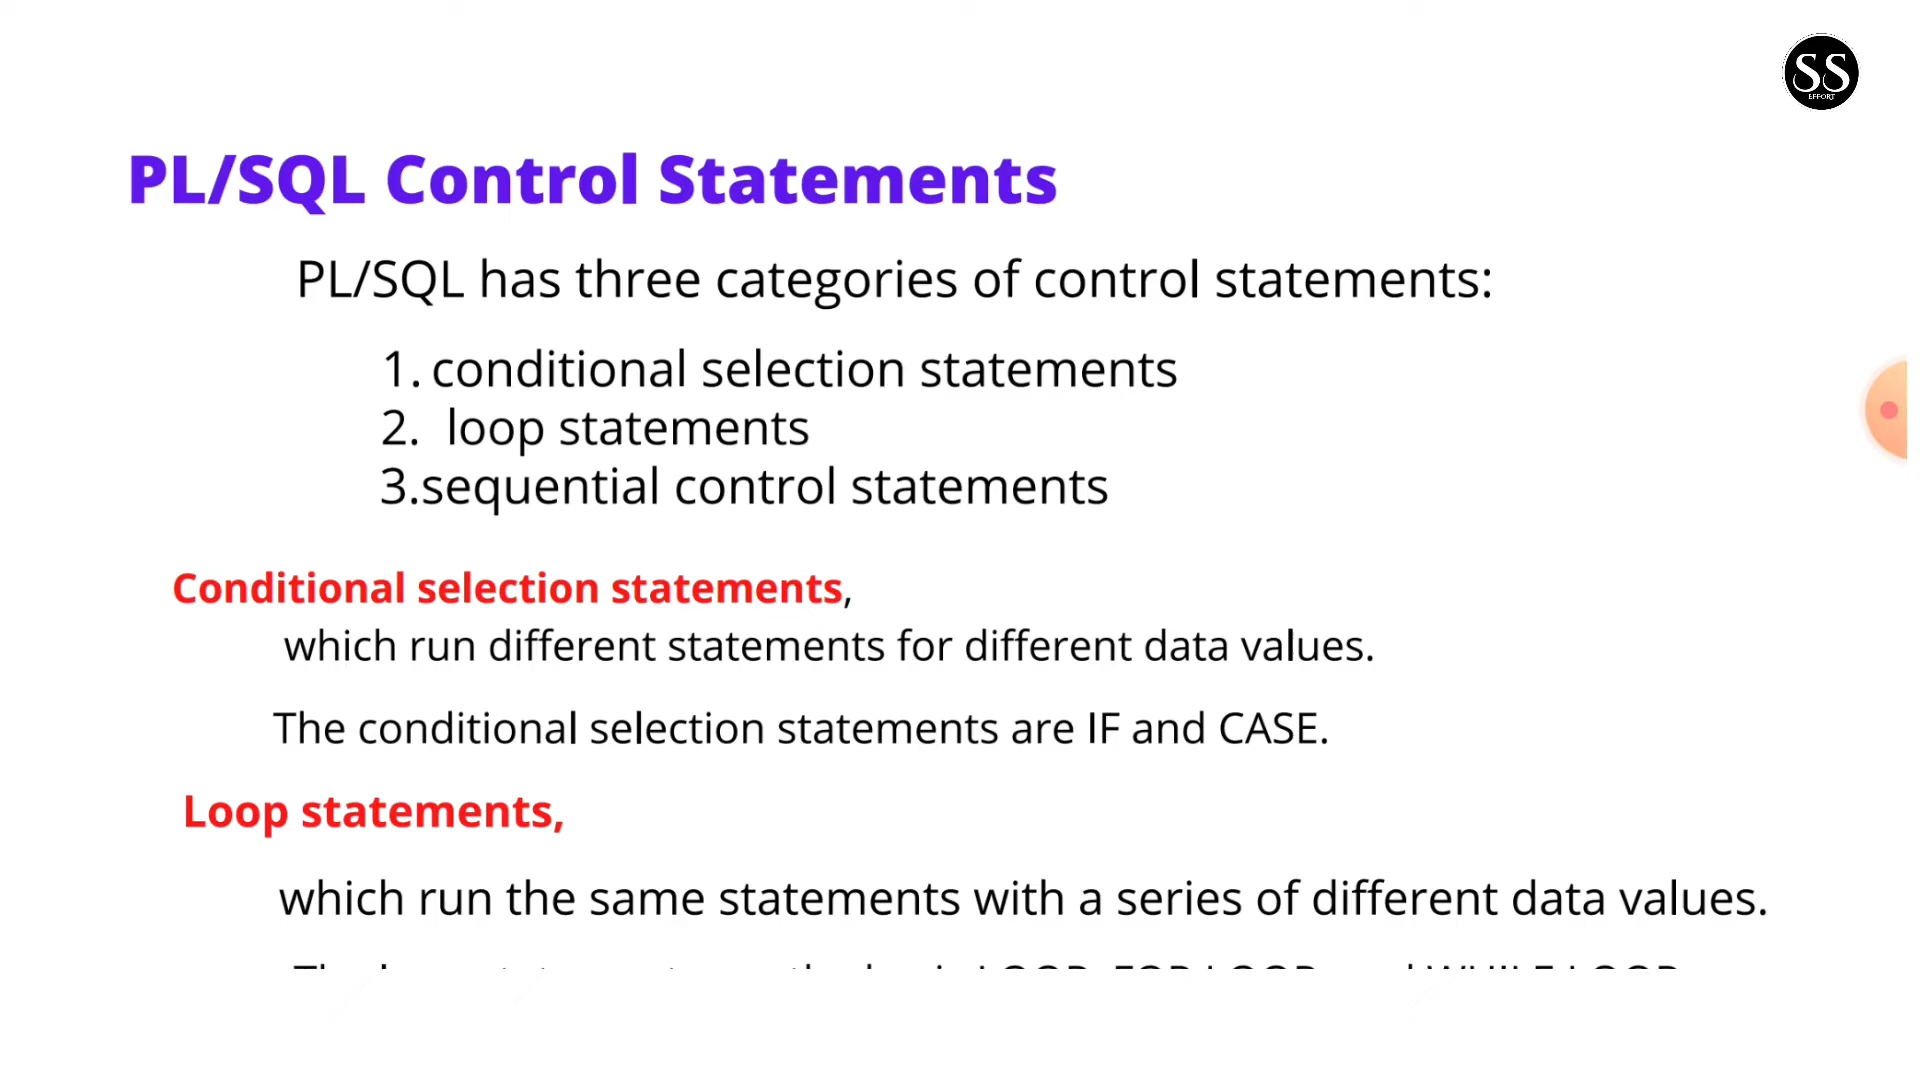 SS
EFFORT
PL/SQL Control Statements
PL/SQL has three categories of control statements:
1. conditional selection statements
2. loop statements
3.sequential control statements
Conditional selection statements,
which run different statements for different data values.
The conditional selection statements are IF and CASE.
Loop statements,
which run the same statements with a series of different data values.